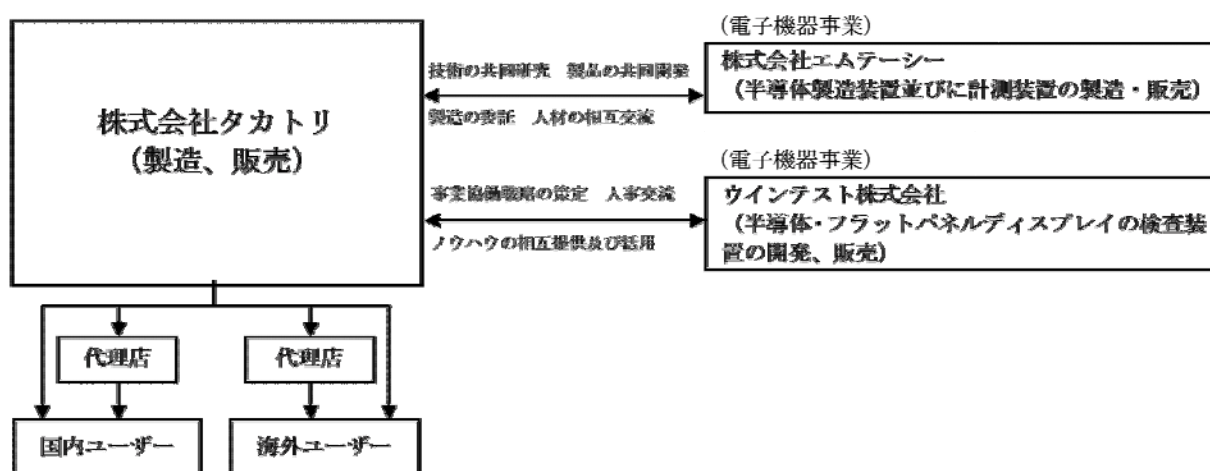 (電子機器事業)
株式会社エムテーシー
(半導体製造装置並びに計測装置の製造・販売)
技術の共同研究 製品の共同開発
製造の委託 人材の相互交流
株式会社タカトリ
(製造、販売)
(電子機器事業)
ウインテスト株式会社
(半導体・フラットパネルディスプレイの検査装
置の開発、販売)
事業協働戦略の策定 人事交流
ノウハウの相互提供及び活用
代理店
代理店
国内ユーザー
海外ユーザー